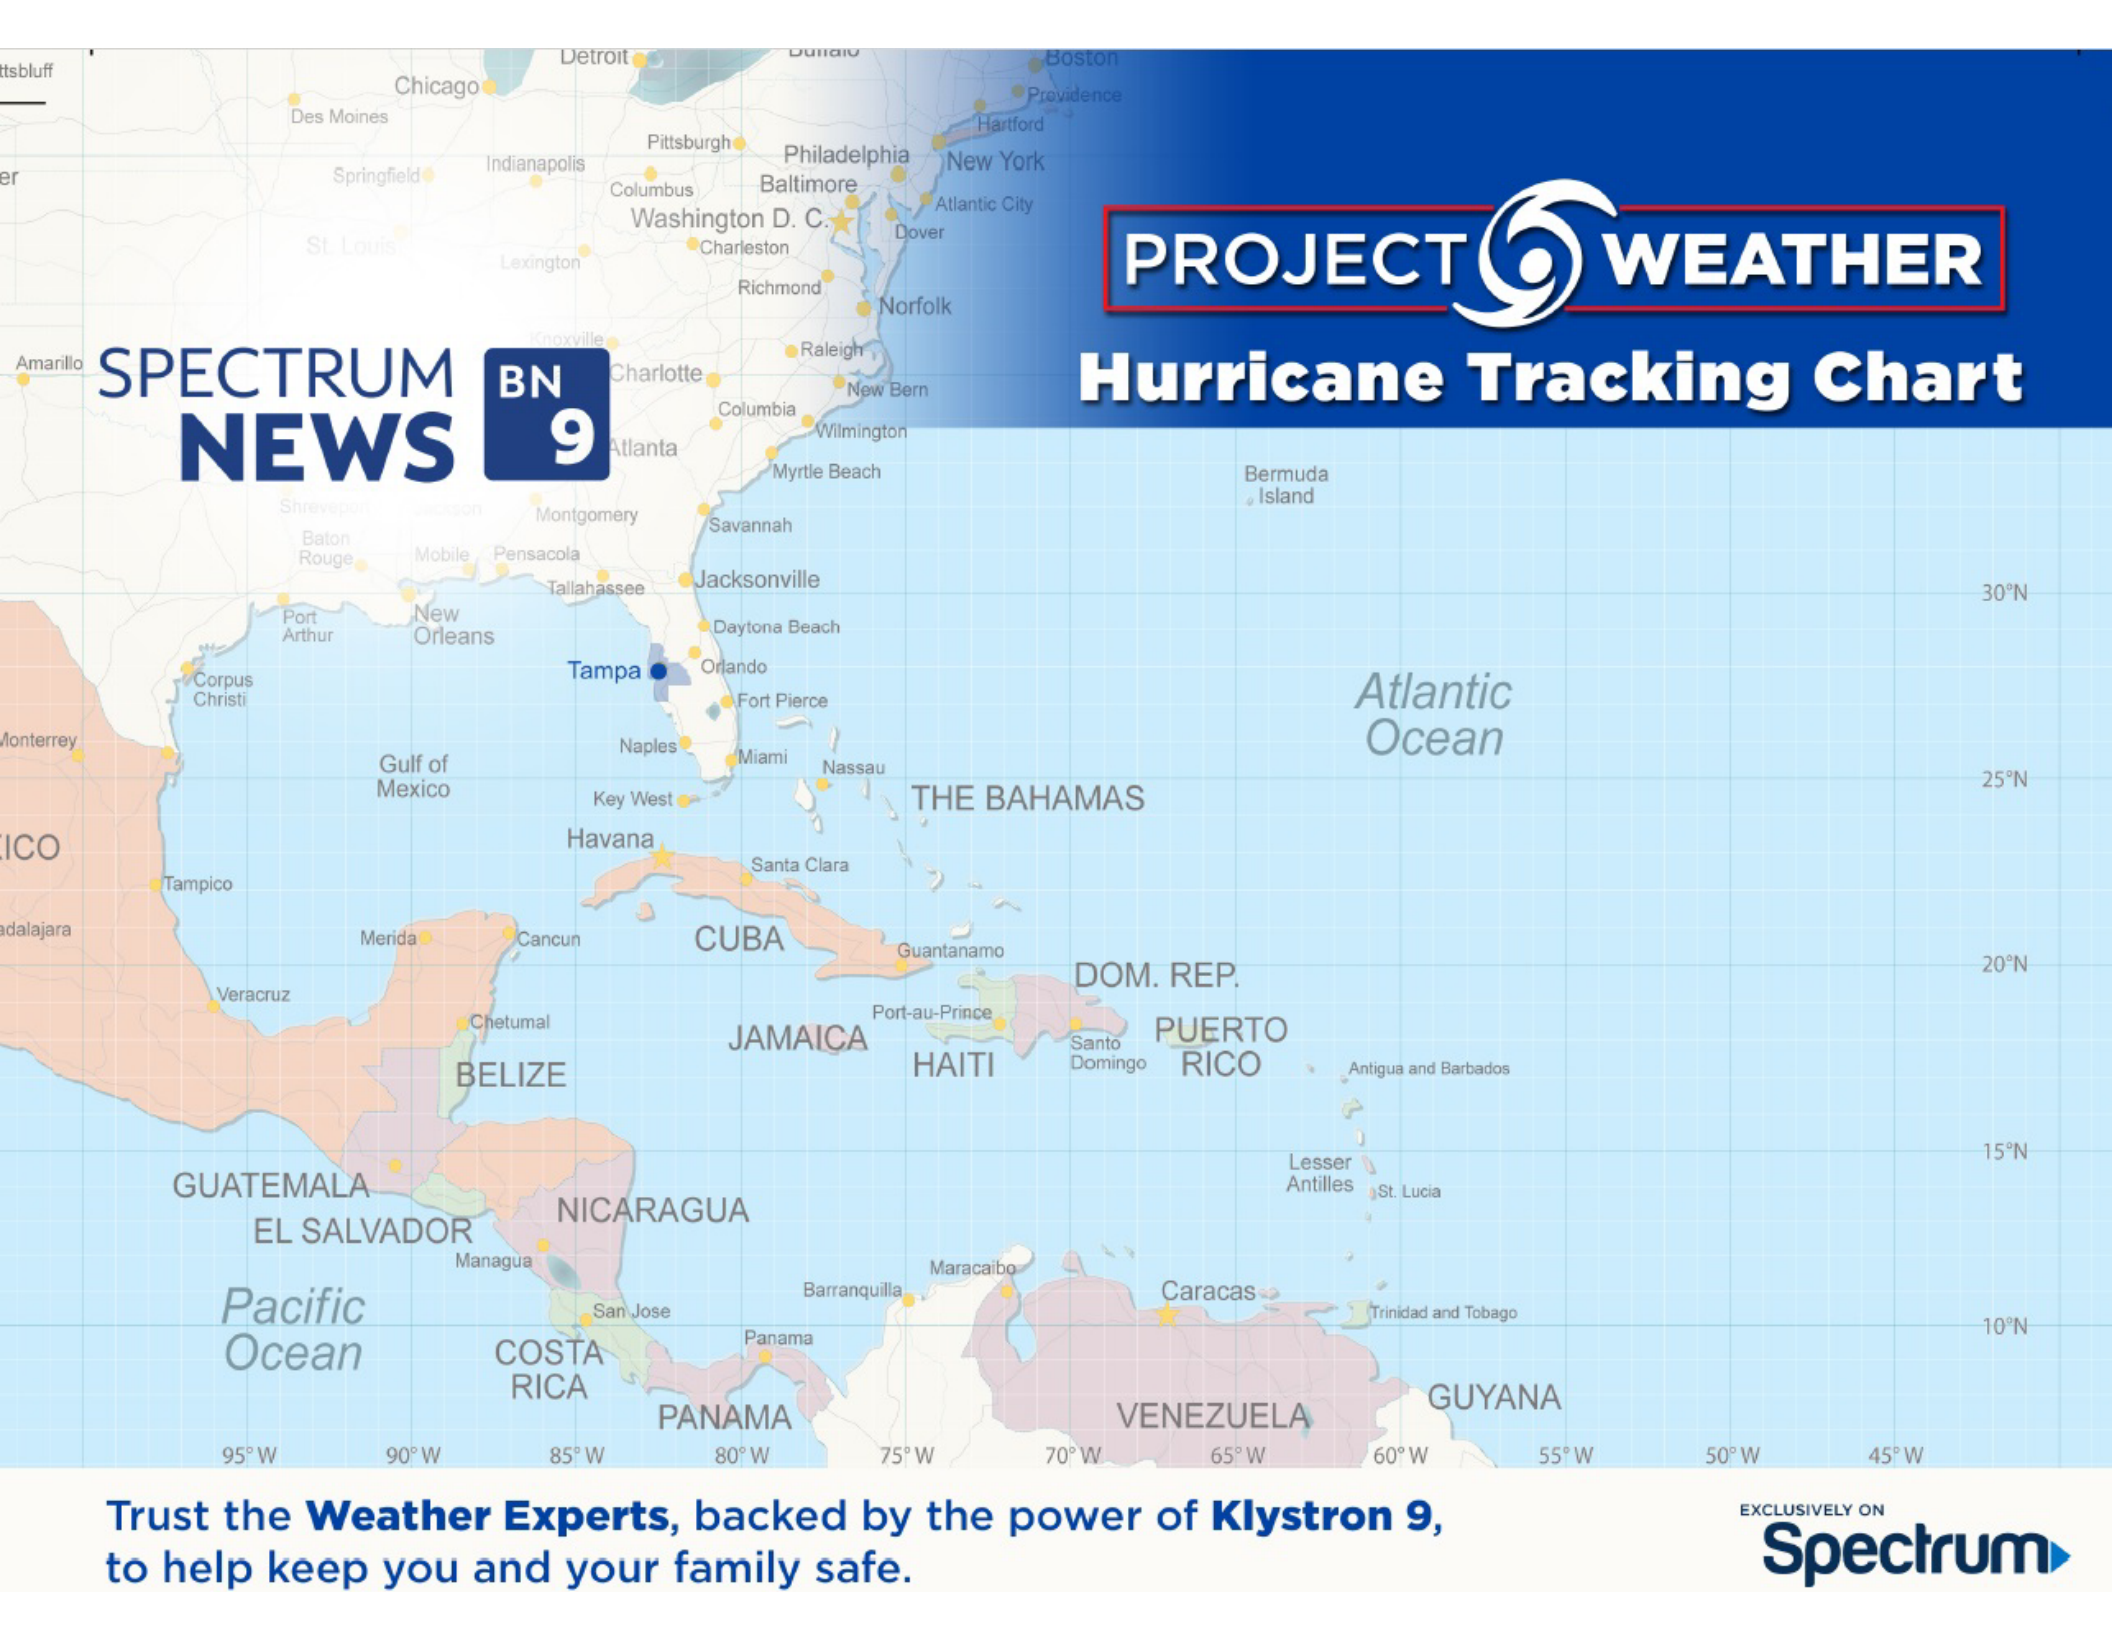 Detroit
Buffalo
Boston
ttsbluff
Chicago
Providence
Des Moines
Hartford
Pittsburgh
Philadelphia
New York
er
Springfield
Indianapolis
Columbus
Baltimore
Atlantic City
Washington D. C.
Dover
St. Louis
Charleston
Lexington
Richmond
Norfolk
PROJECT WEATHER
Hurricane Tracking Chart
Knoxville
Raleigh
Amarillo
SPECTRUM
NEWS
BN
9
Charlotte
New Bern
Columbia
Wilmington
Atlanta
Myrtle Beach
Bermuda
Island
Shreveport
Jackson
Montgomery
Savannah
Baton
Rouge
Mobile
Pensacola
Tallahassee
Jacksonville
30°N
Port
Arthur
New
Orleans
Daytona Beach
Tampa
Orlando
Corpus
Christi
Fort Pierce
Atlantic
Ocean
Monterrey
Naples
Miami
Gulf of
Mexico
Nassau
25°N
Key West
THE BAHAMAS
Havana
ICO
Santa Clara
Tampico
adalajara
Merida
Cancun
CUBA
Guantanamo
20°N
DOM. REP.
Veracruz
Port-au-Prince
Chetumal
JAMAICA
HAITI
Santo
Domingo
PUERTO
RICO
BELIZE
Antigua and Barbados
15°N
Lesser
Antilles
St. Lucia
GUATEMALA
NICARAGUA
EL SALVADOR
Managua
Maracaibo
Barranquilla
Caracas
Pacific
Ocean
San Jose
Trinidad and Tobago
10°N
Panama
COSTA
RICA
PANAMA
VENEZUELA
GUYANA
95°W 90°W 85°W 80°W 75°W 70°W 65°W 60°W 55°W 50°W 45°W
Trust the Weather Experts, backed by the power of Klystron 9,
to help keep you and your family safe.
EXCLUSIVELY ON
Spectrum